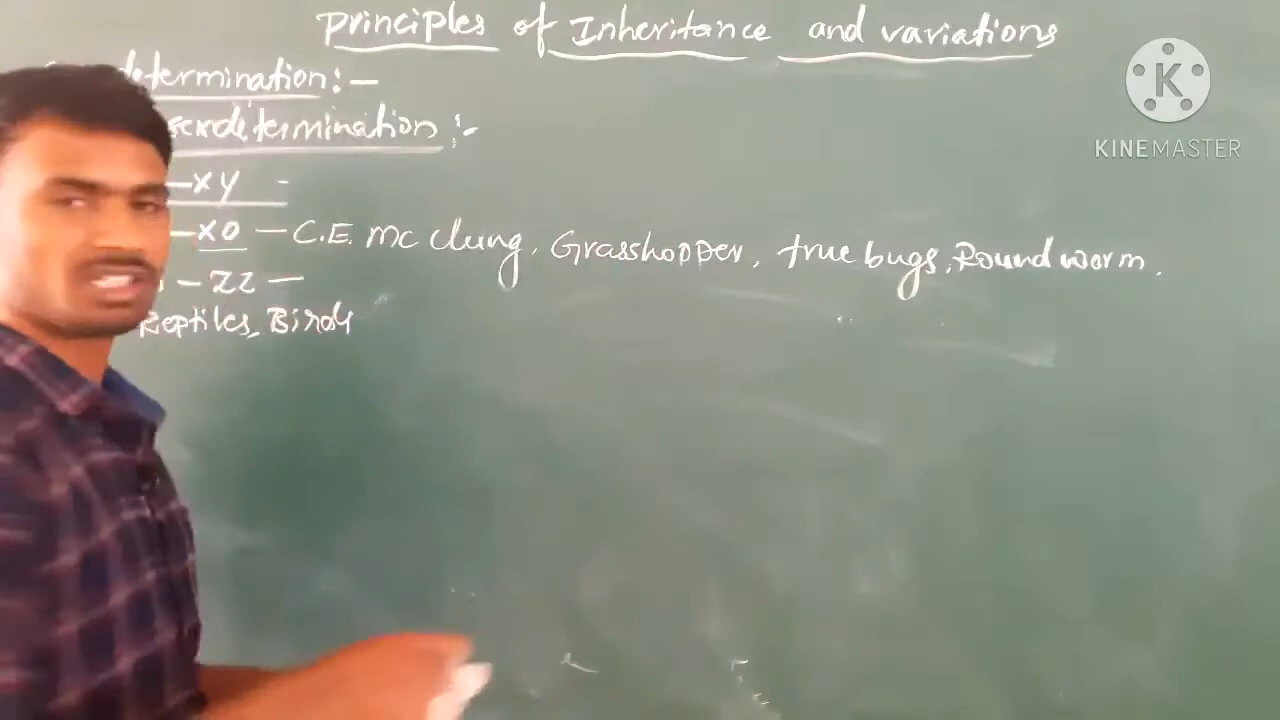 principles of Inheritance and variations
determination:-
sexdetermination:-
-xy -
-xo - C.E. Mc clung, Grasshopper, true bugs, Round worm.
- ZZ -
Reptiles, Birds
K
KINEMASTER